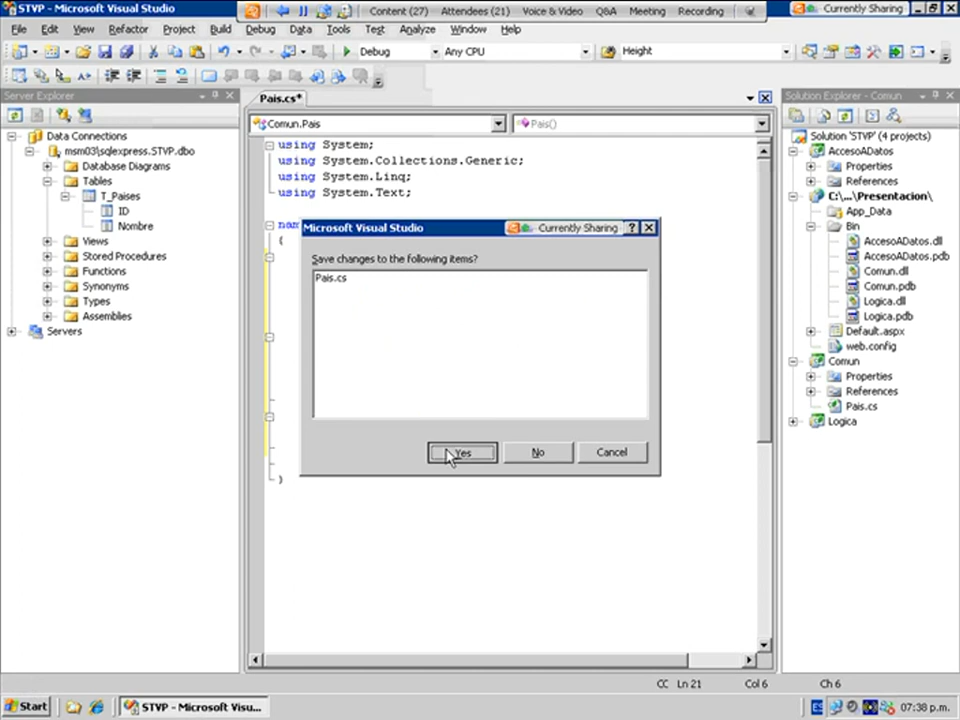 STVP - Microsoft Visual Studio
Content (27) Attendees (21) Voice & Video Q&A Meeting Recording
Currently Sharing
File Edit View Refactor Project Build Debug Data Tools Test Analyze Window Help
Debug Any CPU Height
Server Explorer
Data Connections
msm03\sqlexpress.STVP.dbo
Database Diagrams
Tables
T_Paises
ID
Nombre
Views
Stored Procedures
Functions
Synonyms
Types
Assemblies
Servers
Pais.cs*
Comun.Pais
Pais()
using System;
using System.Collections.Generic;
using System.Linq;
using System.Text;
nam
{
}
Microsoft Visual Studio
Currently Sharing
Save changes to the following items?
Pais.cs
Yes
No
Cancel
Solution Explorer - Comun
Solution 'STVP' (4 projects)
AccesoADatos
Properties
References
C:\...\Presentacion\
App_Data
Bin
AccesoADatos.dll
AccesoADatos.pdb
Comun.dll
Comun.pdb
Logica.dll
Logica.pdb
Default.aspx
web.config
Comun
Properties
References
Pais.cs
Logica
CC Ln 21 Col 6 Ch 6
Start
STVP - Microsoft Visu...
ES
07:38 p.m.